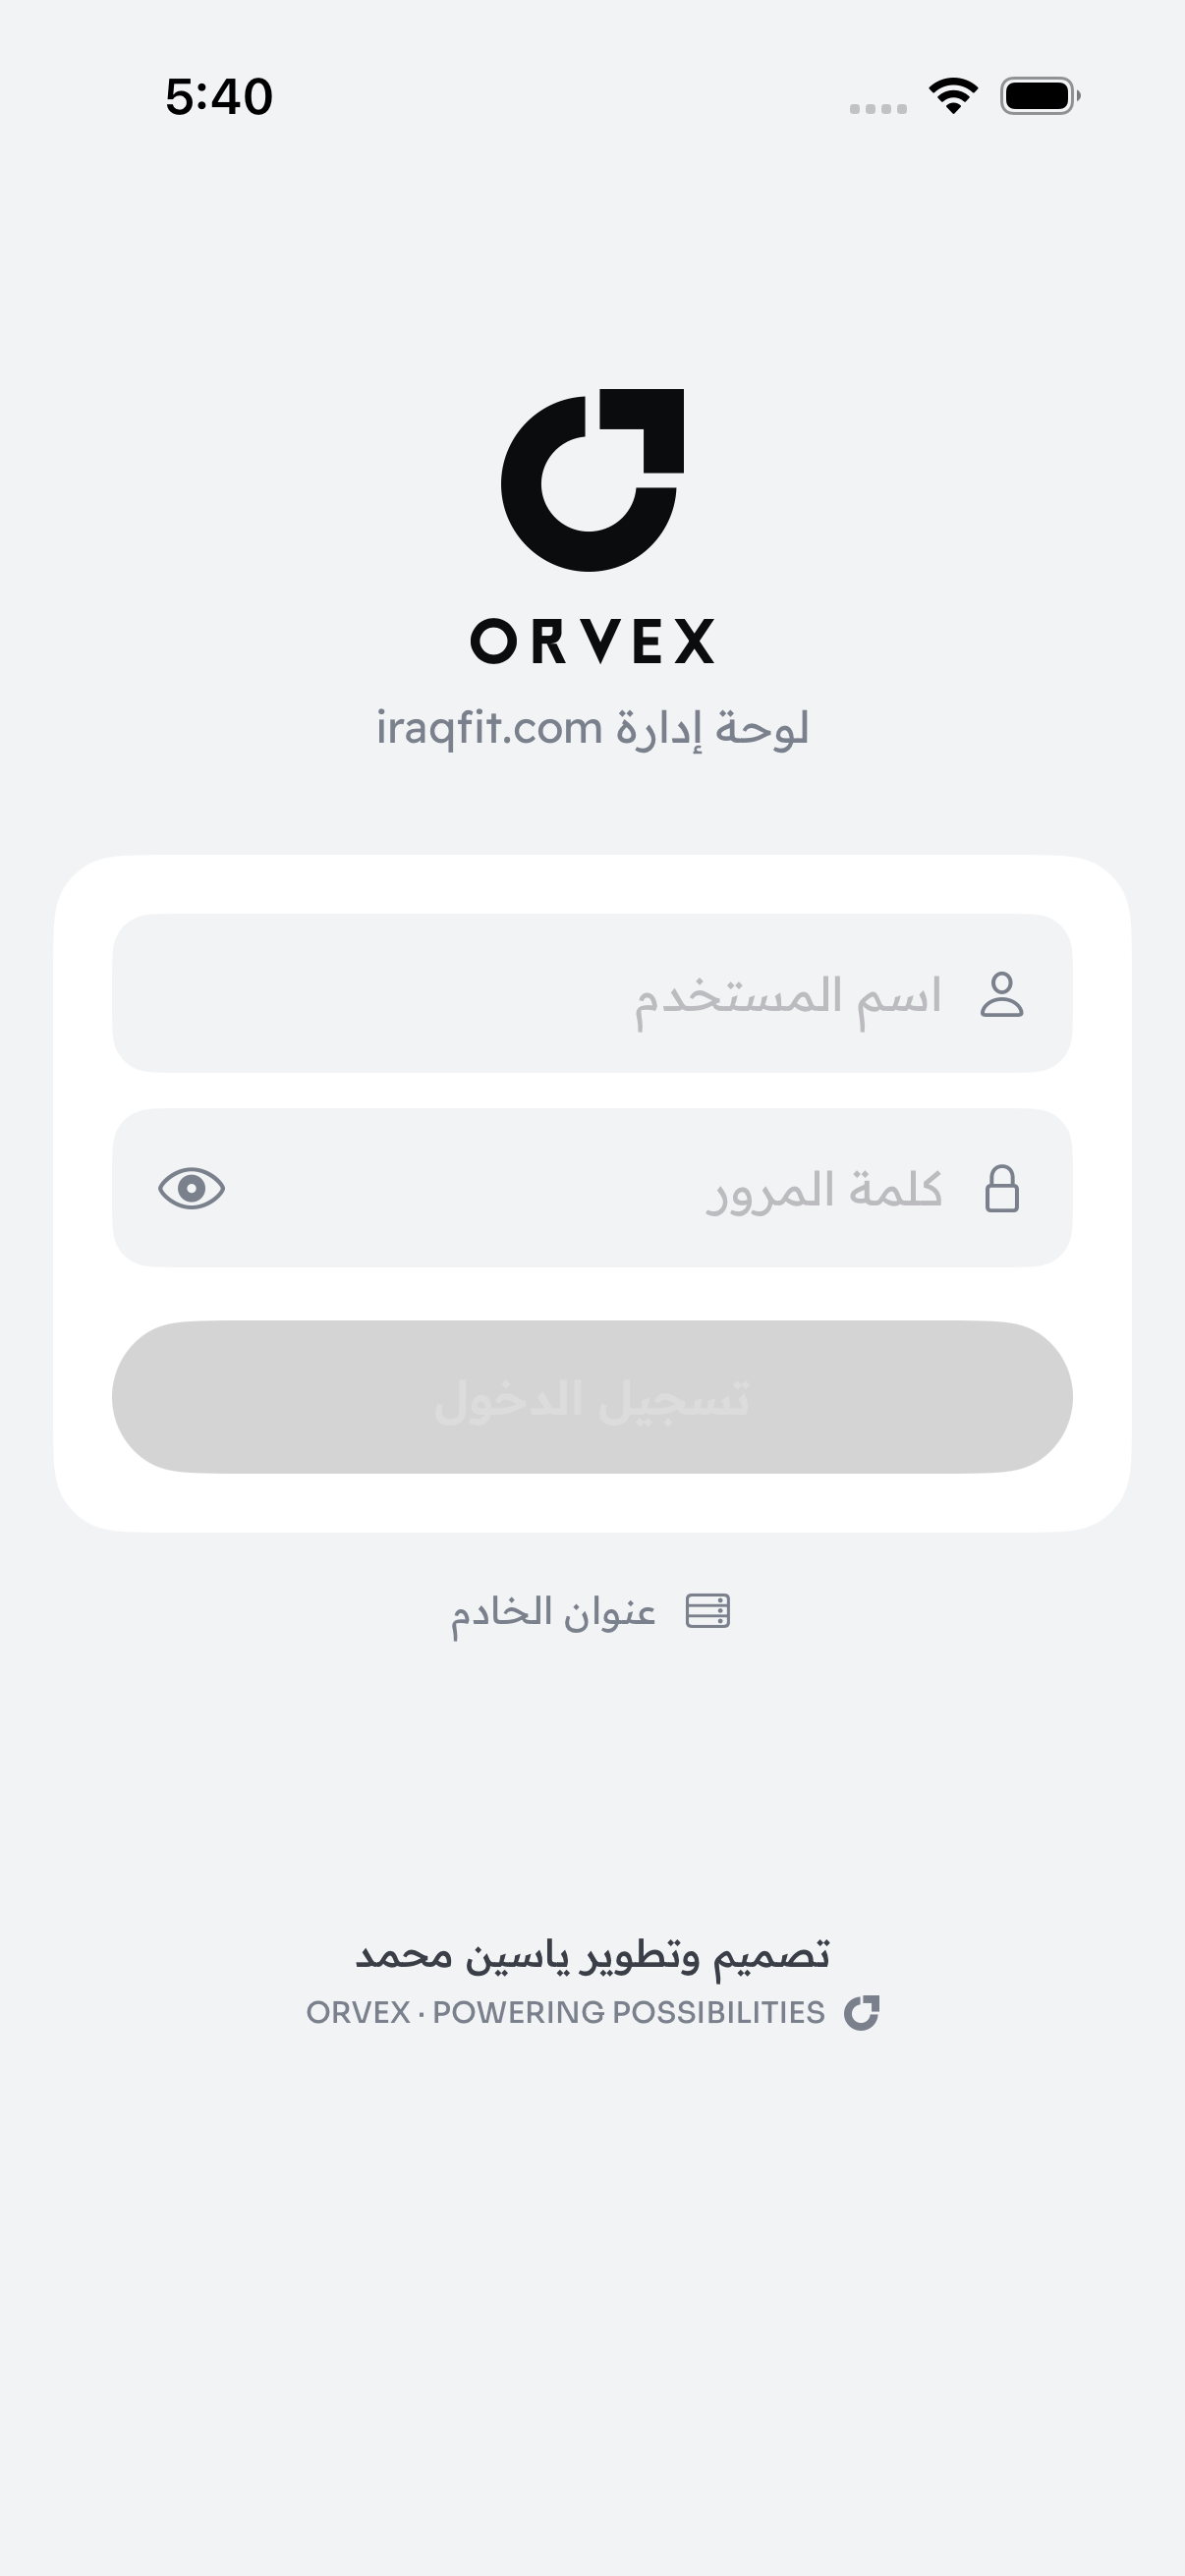 5:40
ORVEX
لوحة إدارة iraqfit.com
اسم المستخدم
كلمة المرور
تسجيل الدخول
عنوان الخادم
تصميم وتطوير ياسين محمد
ORVEX · POWERING POSSIBILITIES